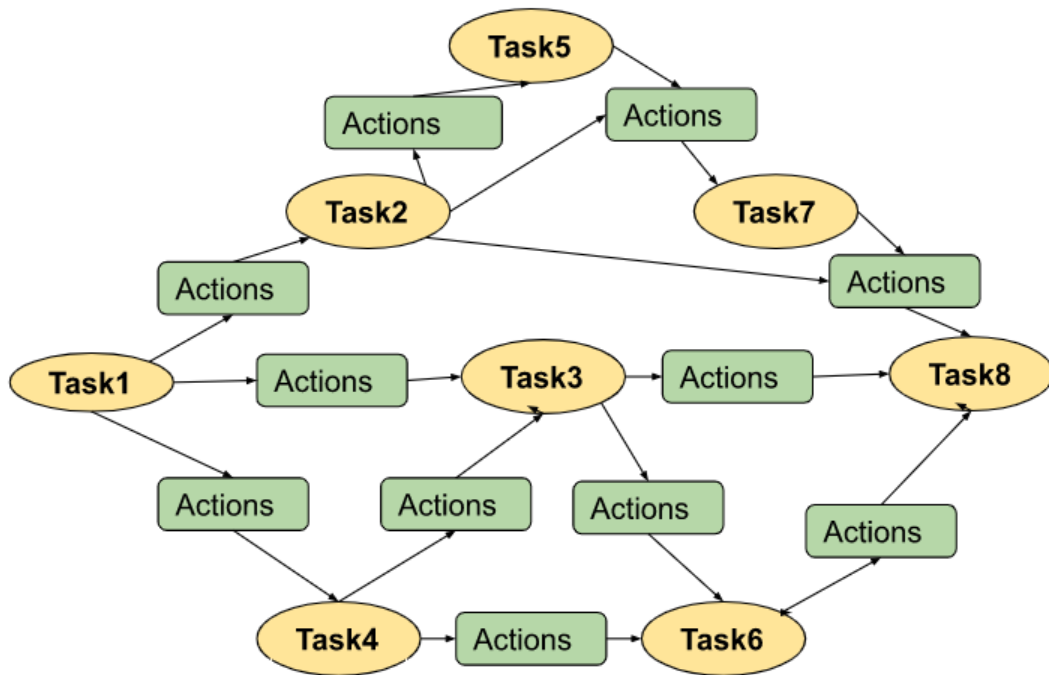 Task5
Actions
Actions
Task2
Task7
Actions
Actions
Task1
Actions
Task3
Actions
Task8
Actions
Actions
Actions
Actions
Task4
Actions
Task6